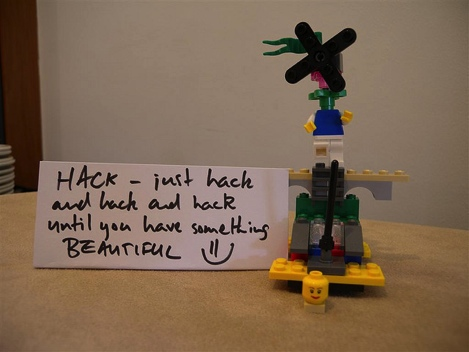 HACK - just hack
and hack and hack
until you have something
BEAUTIFUL